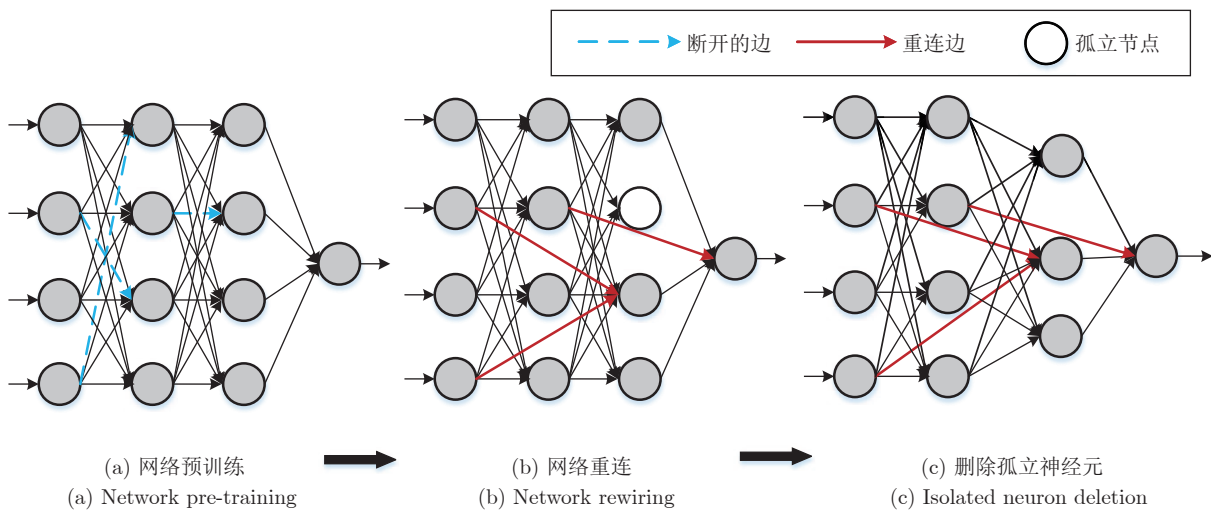 断开的边
重连边
孤立节点
(a) 网络预训练
(a) Network pre-training
(b) 网络重连
(b) Network rewiring
(c) 删除孤立神经元
(c) Isolated neuron deletion